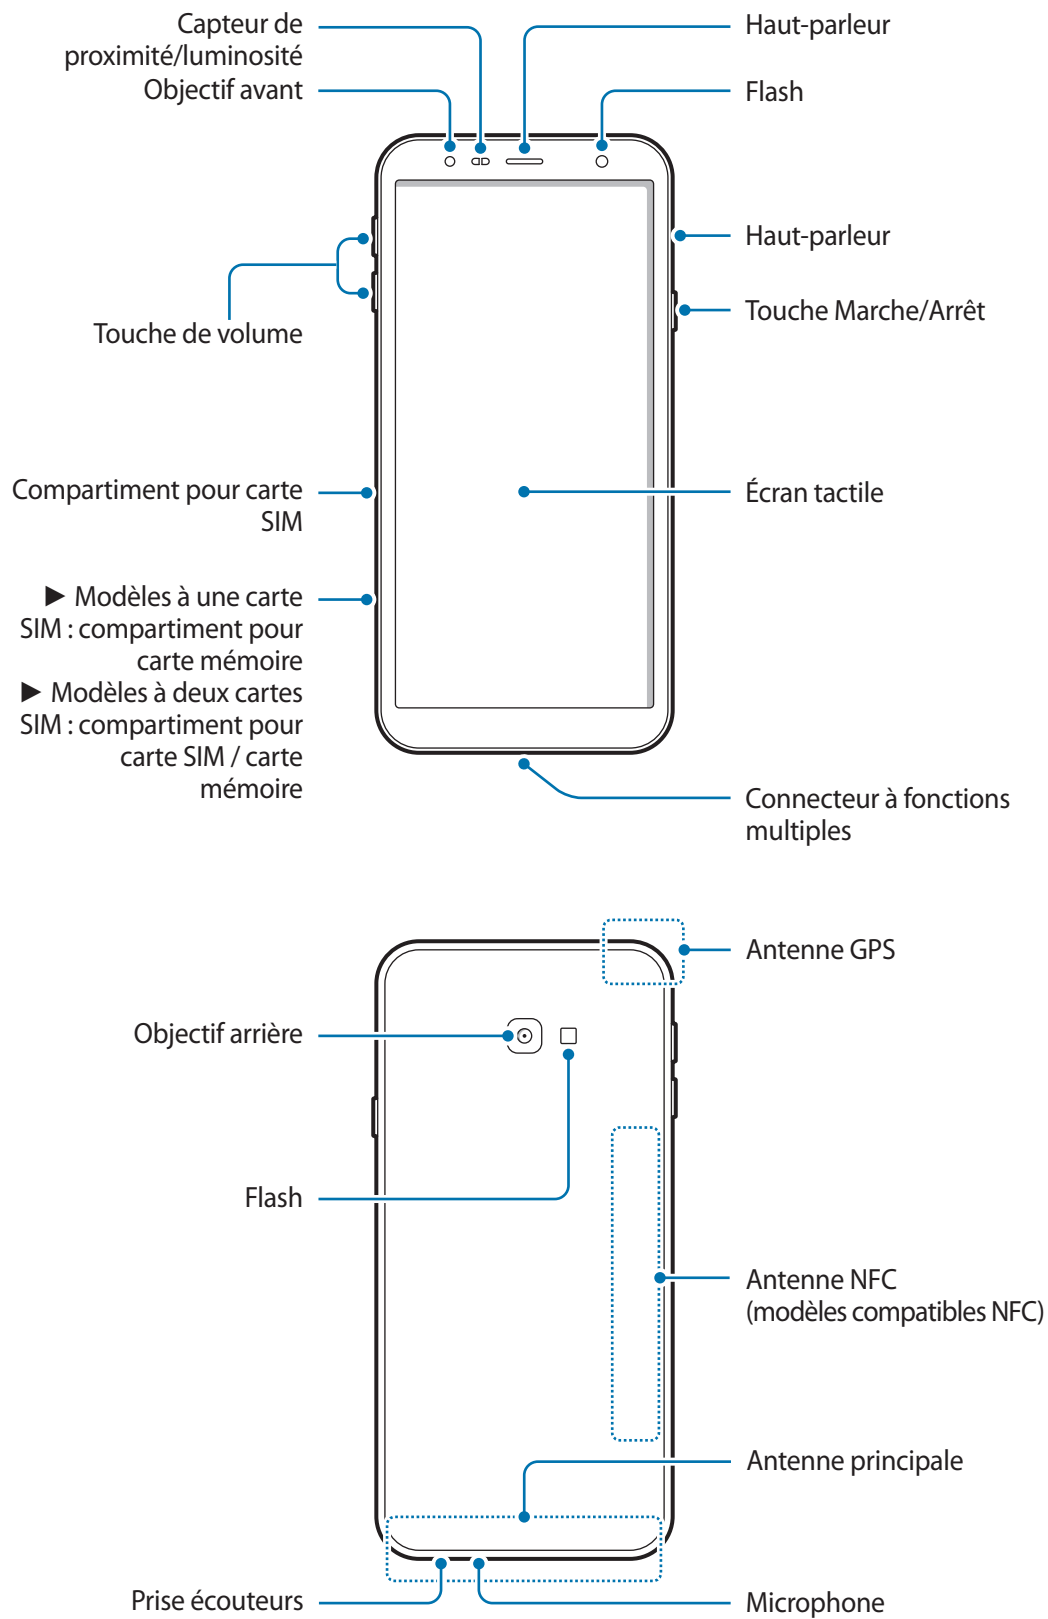 Capteur de
proximité/luminosité
Objectif avant
Haut-parleur
Flash
Haut-parleur
Touche Marche/Arrêt
Touche de volume
Compartiment pour carte
SIM
Écran tactile
► Modèles à une carte
SIM : compartiment pour
carte mémoire
► Modèles à deux cartes
SIM : compartiment pour
carte SIM / carte
mémoire
Connecteur à fonctions
multiples
Antenne GPS
Objectif arrière
Flash
Antenne NFC
(modèles compatibles NFC)
Antenne principale
Prise écouteurs
Microphone